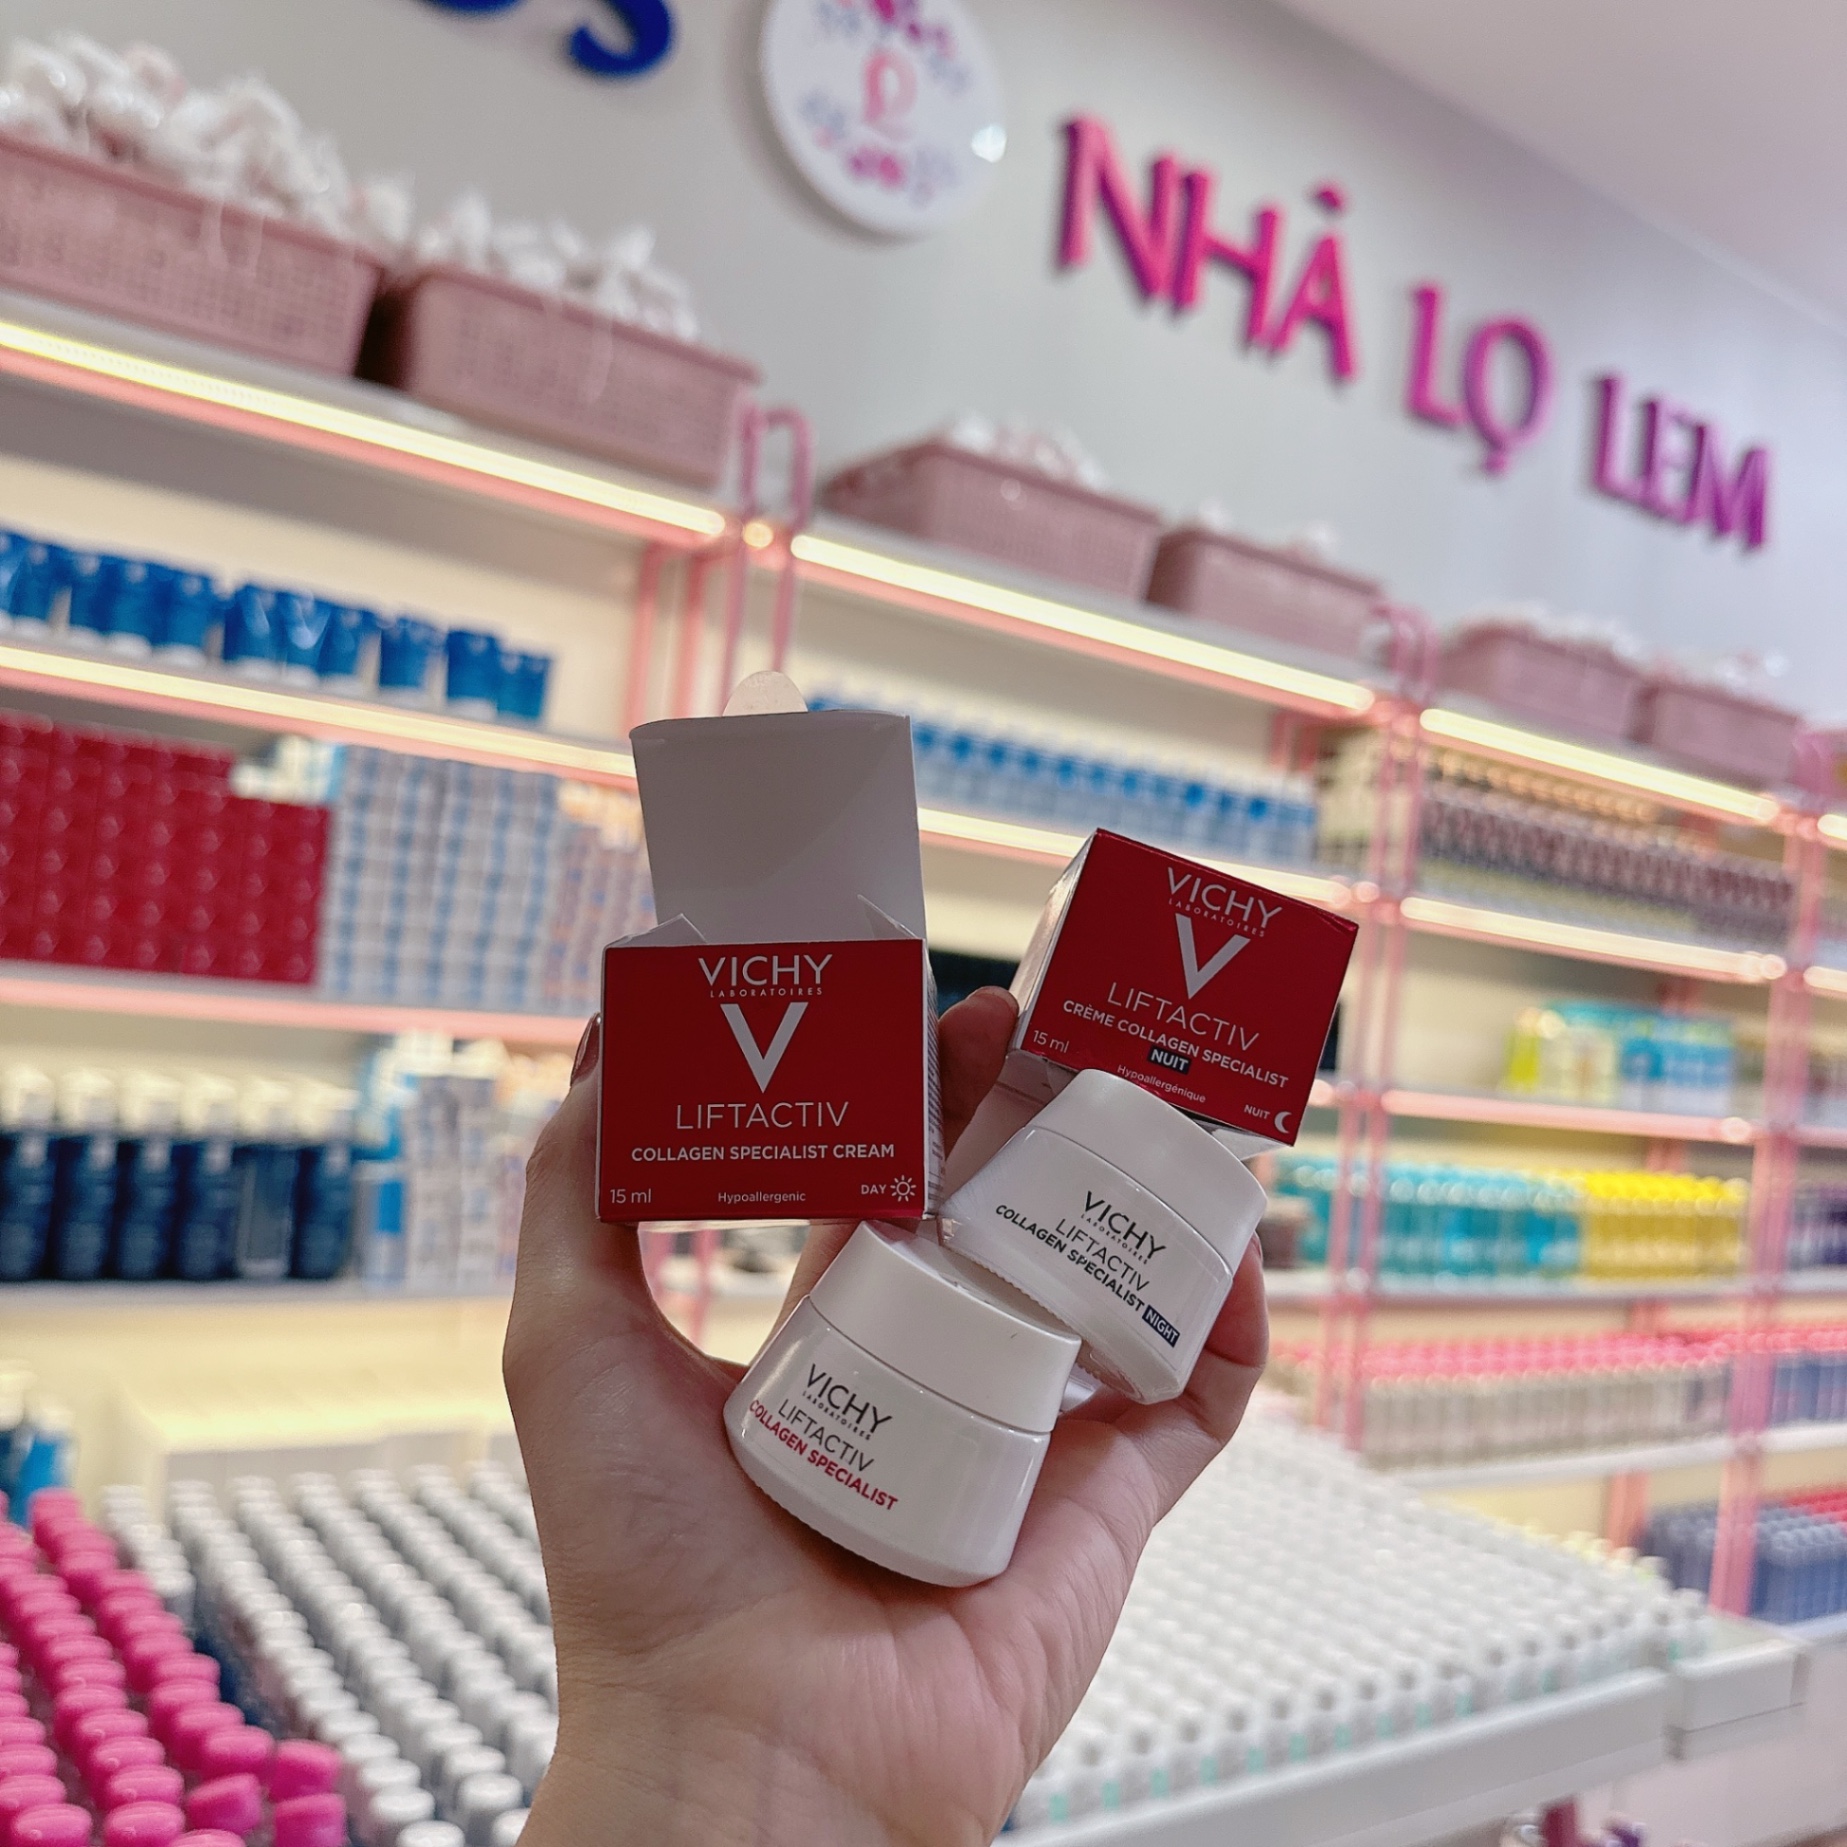 NHÀ LỌ LEM
VICHY
LABORATOIRES
LIFTACTIV
COLLAGEN SPECIALIST CREAM
15 ml
Hypoallergenic
DAY
VICHY
LABORATOIRES
LIFTACTIV
CRÈME COLLAGEN SPECIALIST
NUIT
15 ml
Hypoallergénique
NUIT
VICHY
LABORATOIRES
LIFTACTIV
COLLAGEN SPECIALIST NIGHT
VICHY
LABORATOIRES
LIFTACTIV
COLLAGEN SPECIALIST